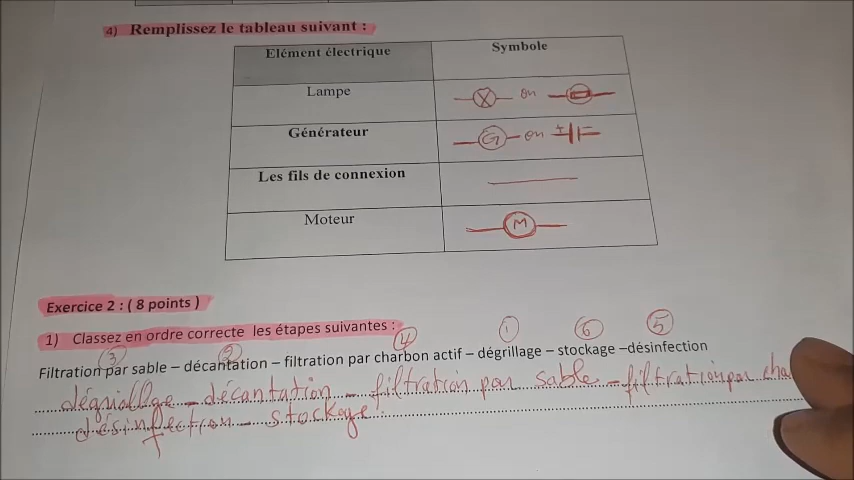 4) Remplissez le tableau suivant :
Elément électrique Symbole
Lampe X ou
Générateur G ou + -
Les fils de connexion
Moteur M
Exercice 2 : ( 8 points )
1) Classez en ordre correcte les étapes suivantes :
3 2 4 1 6 5
Filtration par sable – décantation – filtration par charbon actif – dégrillage – stockage –désinfection
dégrillage - décantation - filtration par sable - filtration par cha
désinfection - stockage.